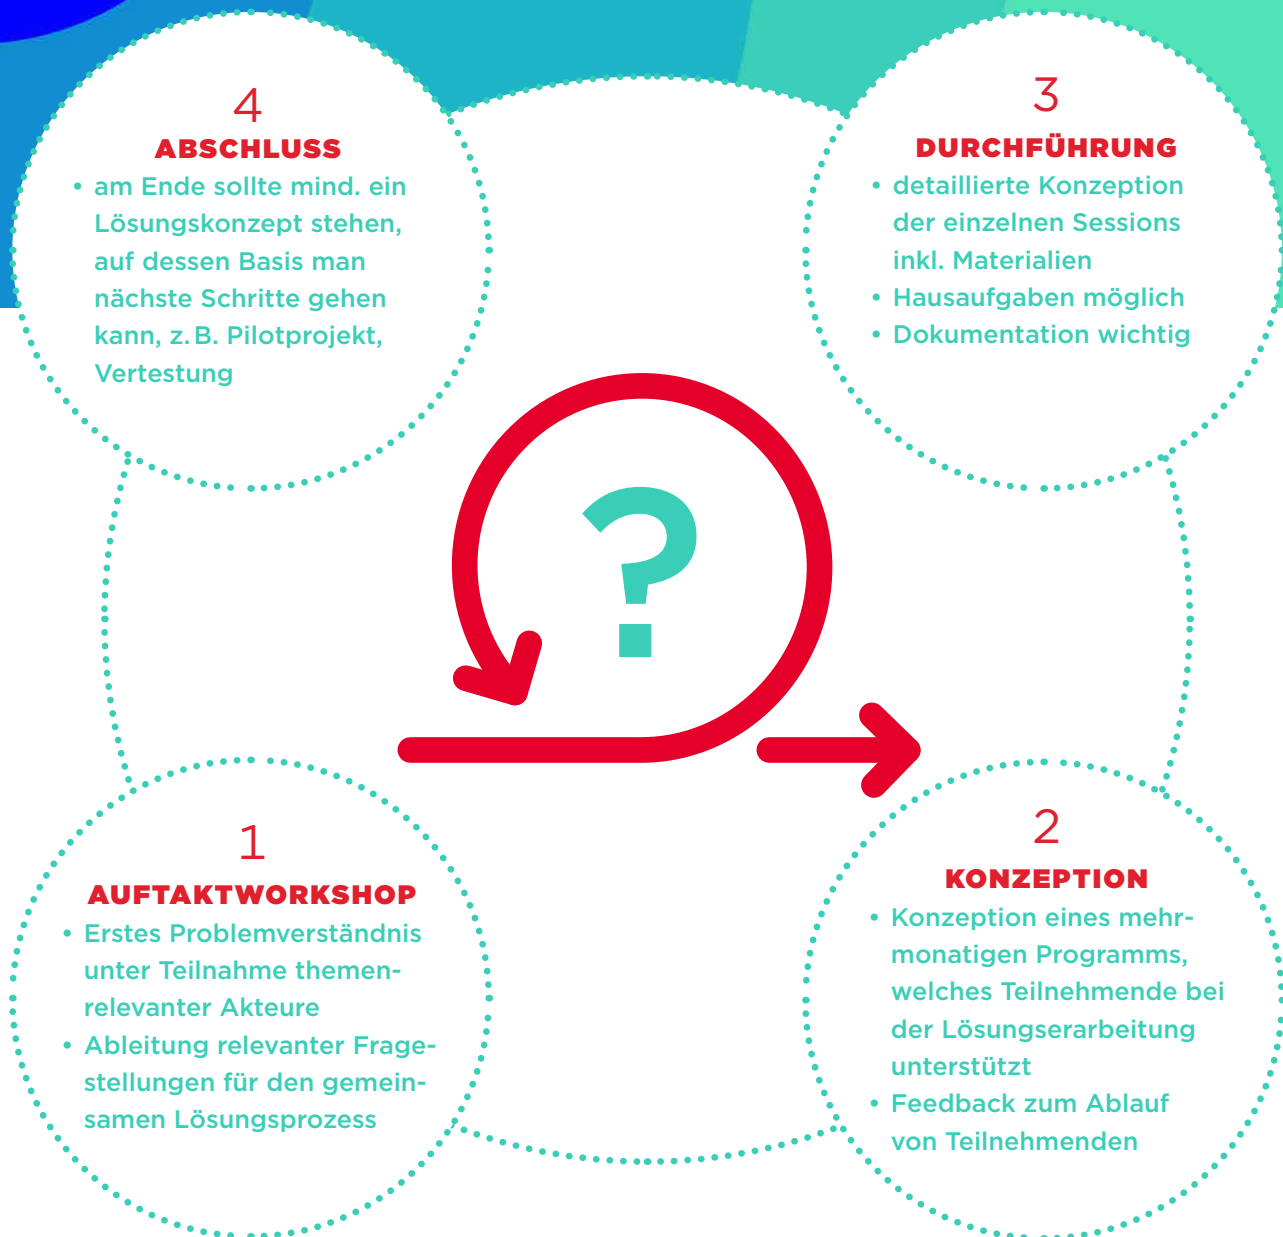 4
ABSCHLUSS
• am Ende sollte mind. ein
Lösungskonzept stehen,
auf dessen Basis man
nächste Schritte gehen
kann, z. B. Pilotprojekt,
Vertestung
3
DURCHFÜHRUNG
• detaillierte Konzeption
der einzelnen Sessions
inkl. Materialien
• Hausaufgaben möglich
• Dokumentation wichtig
?
1
AUFTAKTWORKSHOP
• Erstes Problemverständnis
unter Teilnahme themen-
relevanter Akteure
• Ableitung relevanter Frage-
stellungen für den gemein-
samen Lösungsprozess
2
KONZEPTION
• Konzeption eines mehr-
monatigen Programms,
welches Teilnehmende bei
der Lösungserarbeitung
unterstützt
• Feedback zum Ablauf
von Teilnehmenden